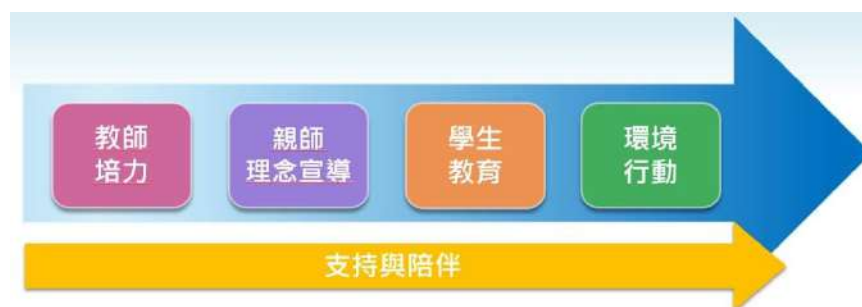 教師
培力
親師
理念宣導
學生
教育
環境
行動
支持與陪伴